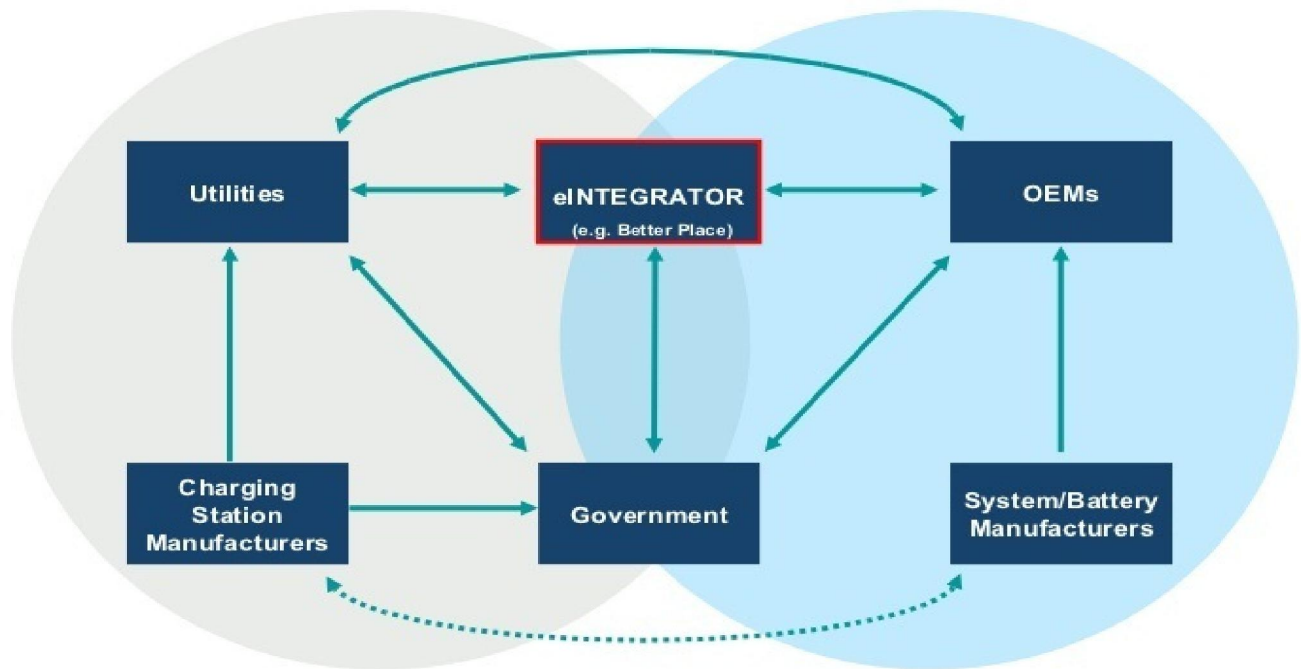 Utilities
eINTEGRATOR
(e.g. Better Place)
OEMs
Charging
Station
Manufacturers
Government
System/Battery
Manufacturers